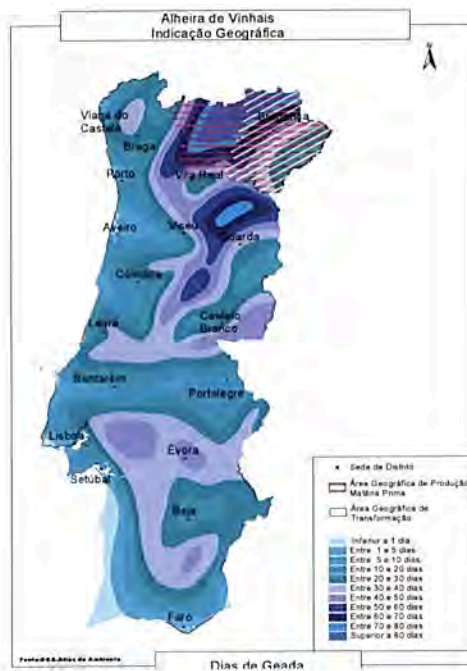 Alheira de Vinhais
Indicação Geográfica
N
Viana do
Castelo
Bragança
Braga
Vila Real
Porto
Viseu
Aveiro
Guarda
Coimbra
Castelo
Branco
Leiria
Santarém
Portalegre
Lisboa
Évora
Setúbal
Beja
Faro
Sede de Distrito
Área Geográfica de Produção
Matéria Prima
Área Geográfica de
Transformação
Inferior a 1 dia
Entre 1 e 5 dias
Entre 5 e 10 dias
Entre 10 e 20 dias
Entre 20 e 30 dias
Entre 30 e 40 dias
Entre 40 e 50 dias
Entre 50 e 60 dias
Entre 60 e 70 dias
Entre 70 e 80 dias
Superior a 80 dias
Dias de Geada